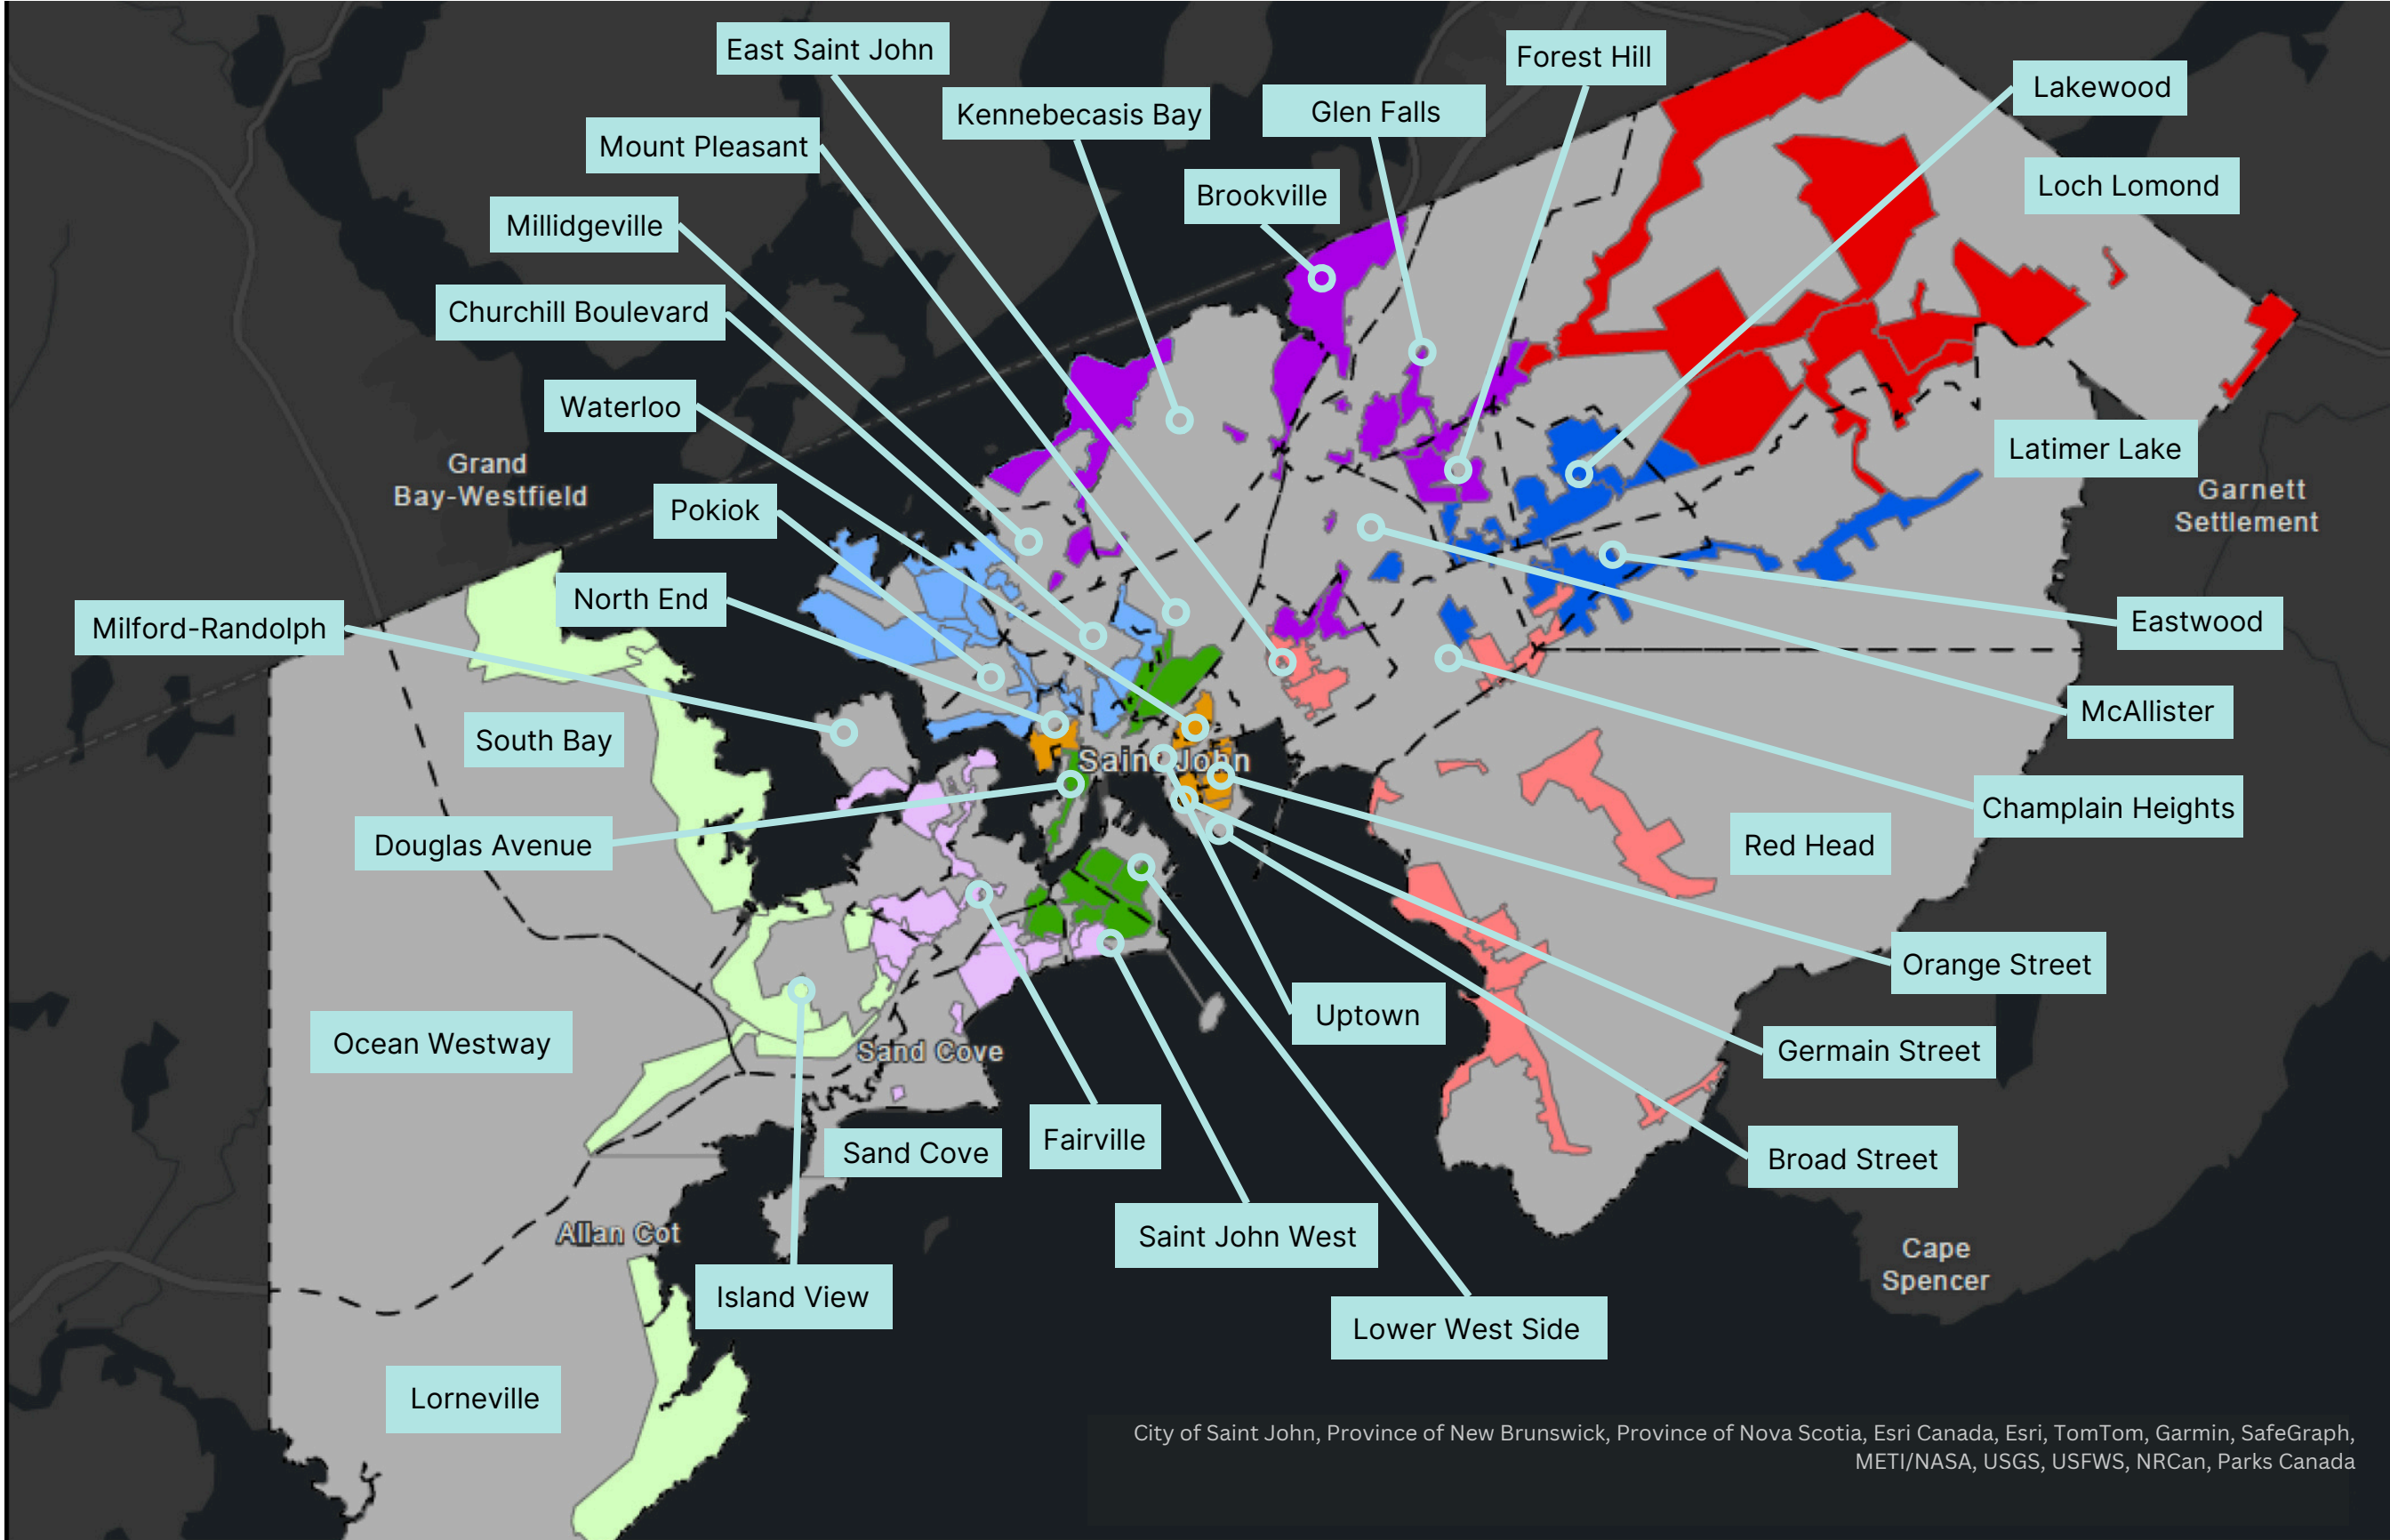 East Saint John
Forest Hill
Lakewood
Kennebecasis Bay
Glen Falls
Mount Pleasant
Loch Lomond
Brookville
Millidgeville
Churchill Boulevard
Waterloo
Latimer Lake
Grand
Bay-Westfield
Garnett
Settlement
Pokiok
North End
Eastwood
Milford-Randolph
McAllister
South Bay
Saint John
Champlain Heights
Douglas Avenue
Red Head
Orange Street
Uptown
Ocean Westway
Germain Street
Sand Cove
Fairville
Sand Cove
Broad Street
Allan Cot
Saint John West
Cape
Spencer
Island View
Lower West Side
Lorneville
City of Saint John, Province of New Brunswick, Province of Nova Scotia, Esri Canada, Esri, TomTom, Garmin, SafeGraph,
METI/NASA, USGS, USFWS, NRCan, Parks Canada